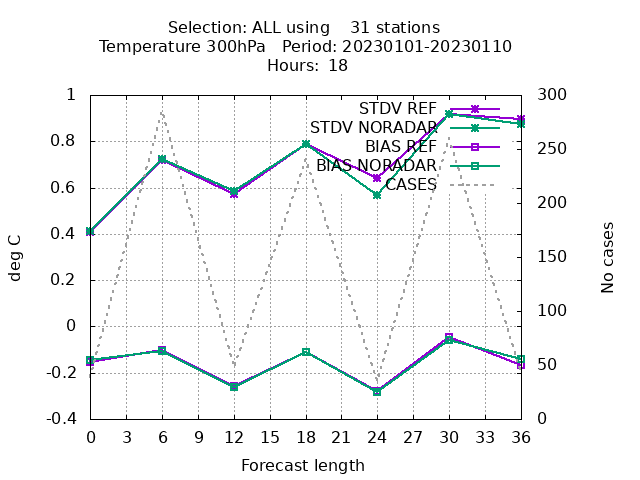 Selection: ALL using    31 stations
Temperature 300hPa   Period: 20230101-20230110
Hours:  18
STDV REF
STDV NORADAR
BIAS REF
BIAS NORADAR
CASES
1
0.8
0.6
0.4
0.2
0
-0.2
-0.4
deg C
300
250
200
150
100
50
0
No cases
0 3 6 9 12 15 18 21 24 27 30 33 36
Forecast length